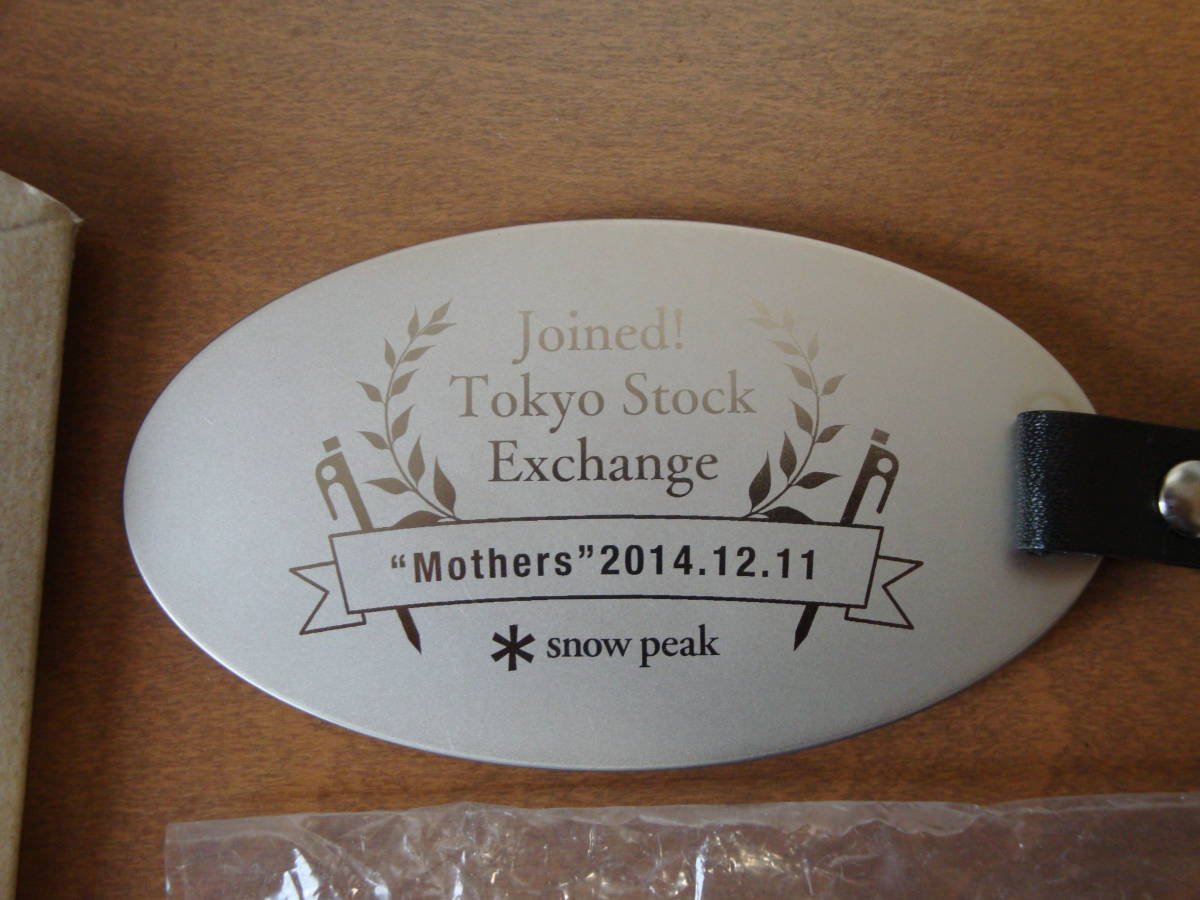 Joined!
Tokyo Stock
Exchange
“Mothers”2014.12.11
snow peak